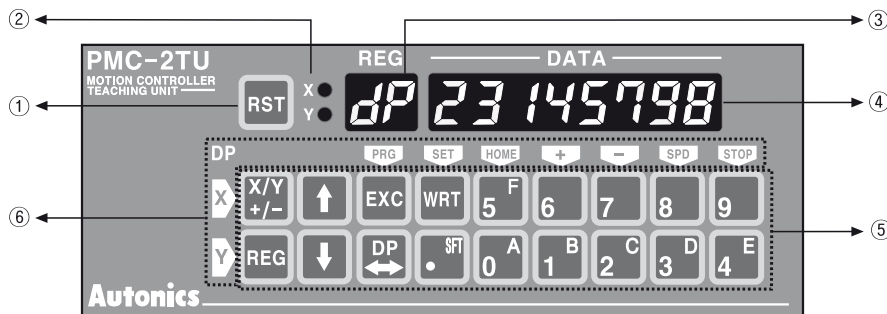 ② ③
PMC-2TU REG DATA
MOTION CONTROLLER
TEACHING UNIT
① RST X Y dP 23145798 ④
DP PRG SET HOME + - SPD STOP
X X/Y +/- ↑ EXC WRT 5 F 6 7 8 9
⑥ ⑤
Y REG ↓ DP ↔ • SFT 0 A 1 B 2 C 3 D 4 E
Autonics